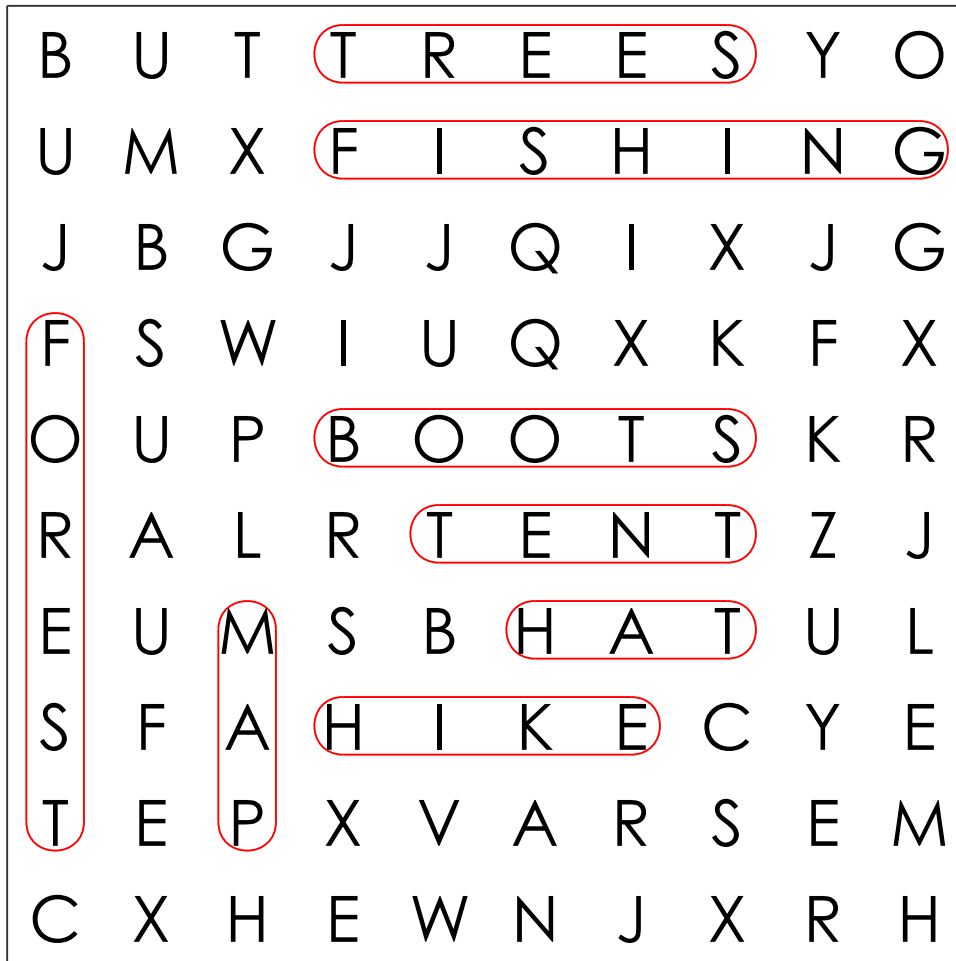 B U T T R E E S Y O
U M X F I S H I N G
J B G J J Q I X J G
F S W I U Q X K F X
O U P B O O T S K R
R A L R T E N T Z J
E U M S B H A T U L
S F A H I K E C Y E
T E P X V A R S E M
C X H E W N J X R H